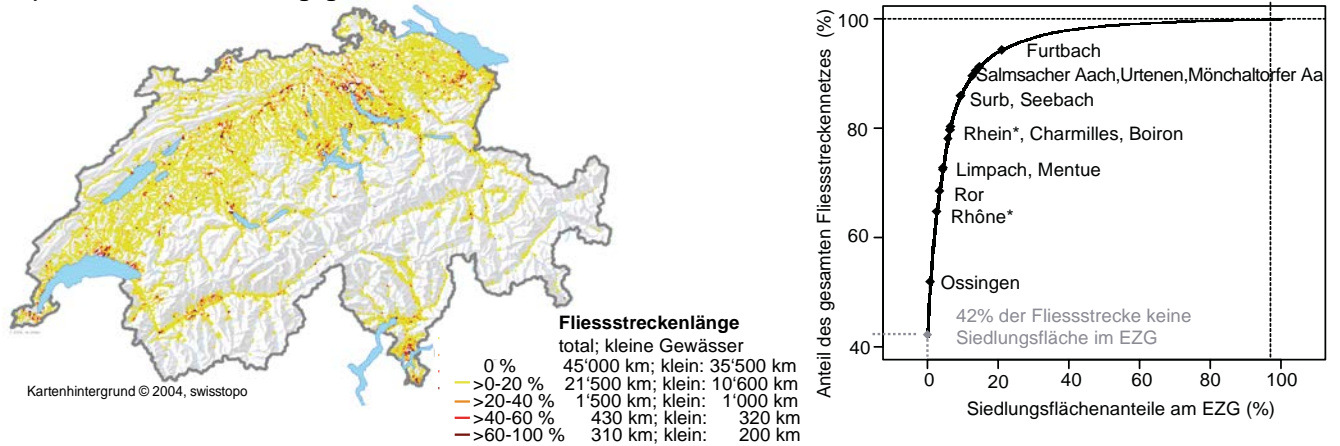 Kartenhintergrund © 2004, swisstopo
Fliessstreckenlänge
total; kleine Gewässer
0 % 45'000 km; klein: 35'500 km
>0-20 % 21'500 km; klein: 10'600 km
>20-40 % 1'500 km; klein: 1'000 km
>40-60 % 430 km; klein: 320 km
>60-100 % 310 km; klein: 200 km
Anteil des gesamten Fliessstreckennetzes (%)
100
80
60
40
Furtbach
Salmsacher Aach,Urtenen,Mönchaltorfer Aa
Surb, Seebach
Rhein*, Charmilles, Boiron
Limpach, Mentue
Ror
Rhône*
Ossingen
42% der Fliessstrecke keine
Siedlungsfläche im EZG
0 20 40 60 80 100
Siedlungsflächenanteile am EZG (%)